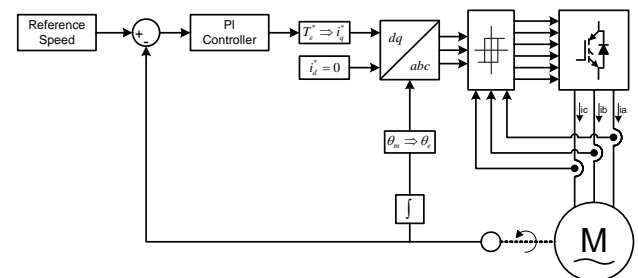 Reference
Speed
+
-
PI
Controller
T_e^* ⇒ i_q^*
i_d^* = 0
dq
abc
ic
ib
ia
θ_m ⇒ θ_e
∫
M